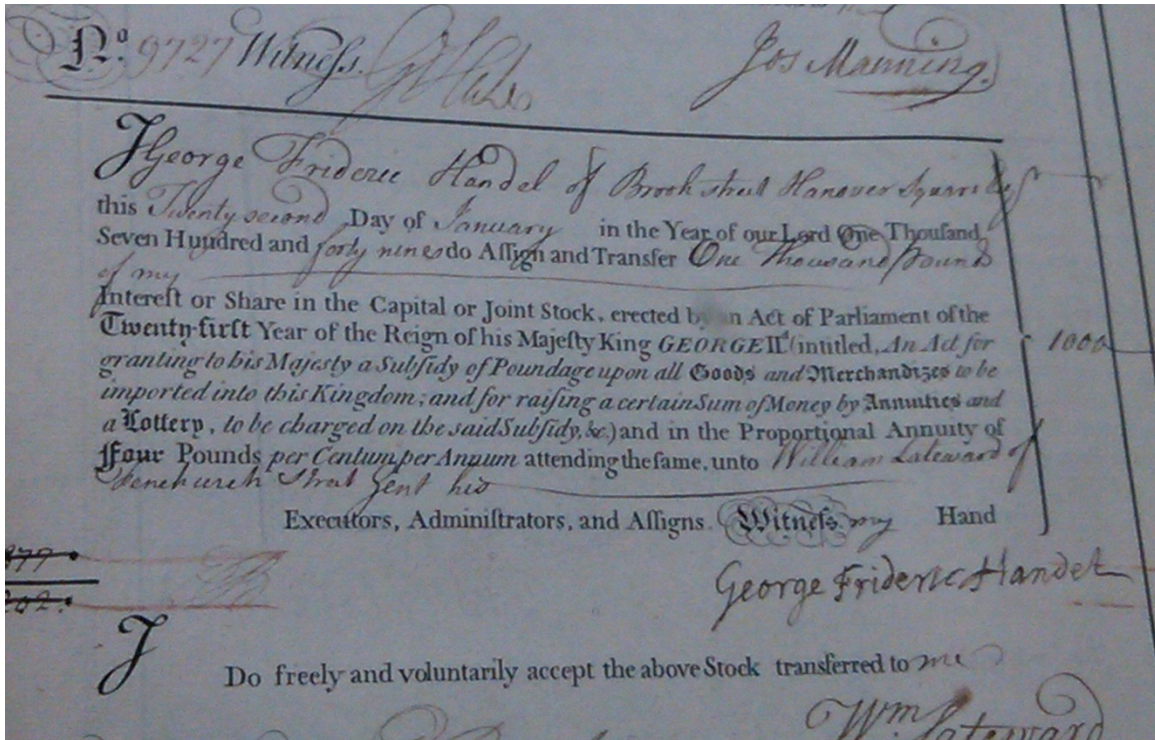 Jos Manning.
No. 9727 Witneſs.
I George Frideric Handel of Brook street Hanover Square Esqr
this Twenty second Day of January in the Year of our Lord One Thouſand
Seven Hundred and forty nine do Aſſign and Transfer One Thousand pounds
of my
Intereſt or Share in the Capital or Joint Stock, erected by an Act of Parliament of the
Twenty-firſt Year of the Reign of his Majeſty King GEORGE IId (intitled, An Act for
1000
granting to his Majeſty a Subſidy of Poundage upon all Goods and Merchandizes to be
imported into this Kingdom; and for raiſing a certain Sum of Money by Annuities and
a Lottery, to be charged on the said Subſidy, &c.) and in the Proportional Annuity of
Four Pounds per Centum per Annum attending the ſame, unto William Lateward of
Fenchurch Street Gent his
Executors, Adminiſtrators, and Aſſigns. Witneſs my Hand
George Frideric Handel
I
Do freely and voluntarily accept the above Stock transferred to me
Wm Lateward